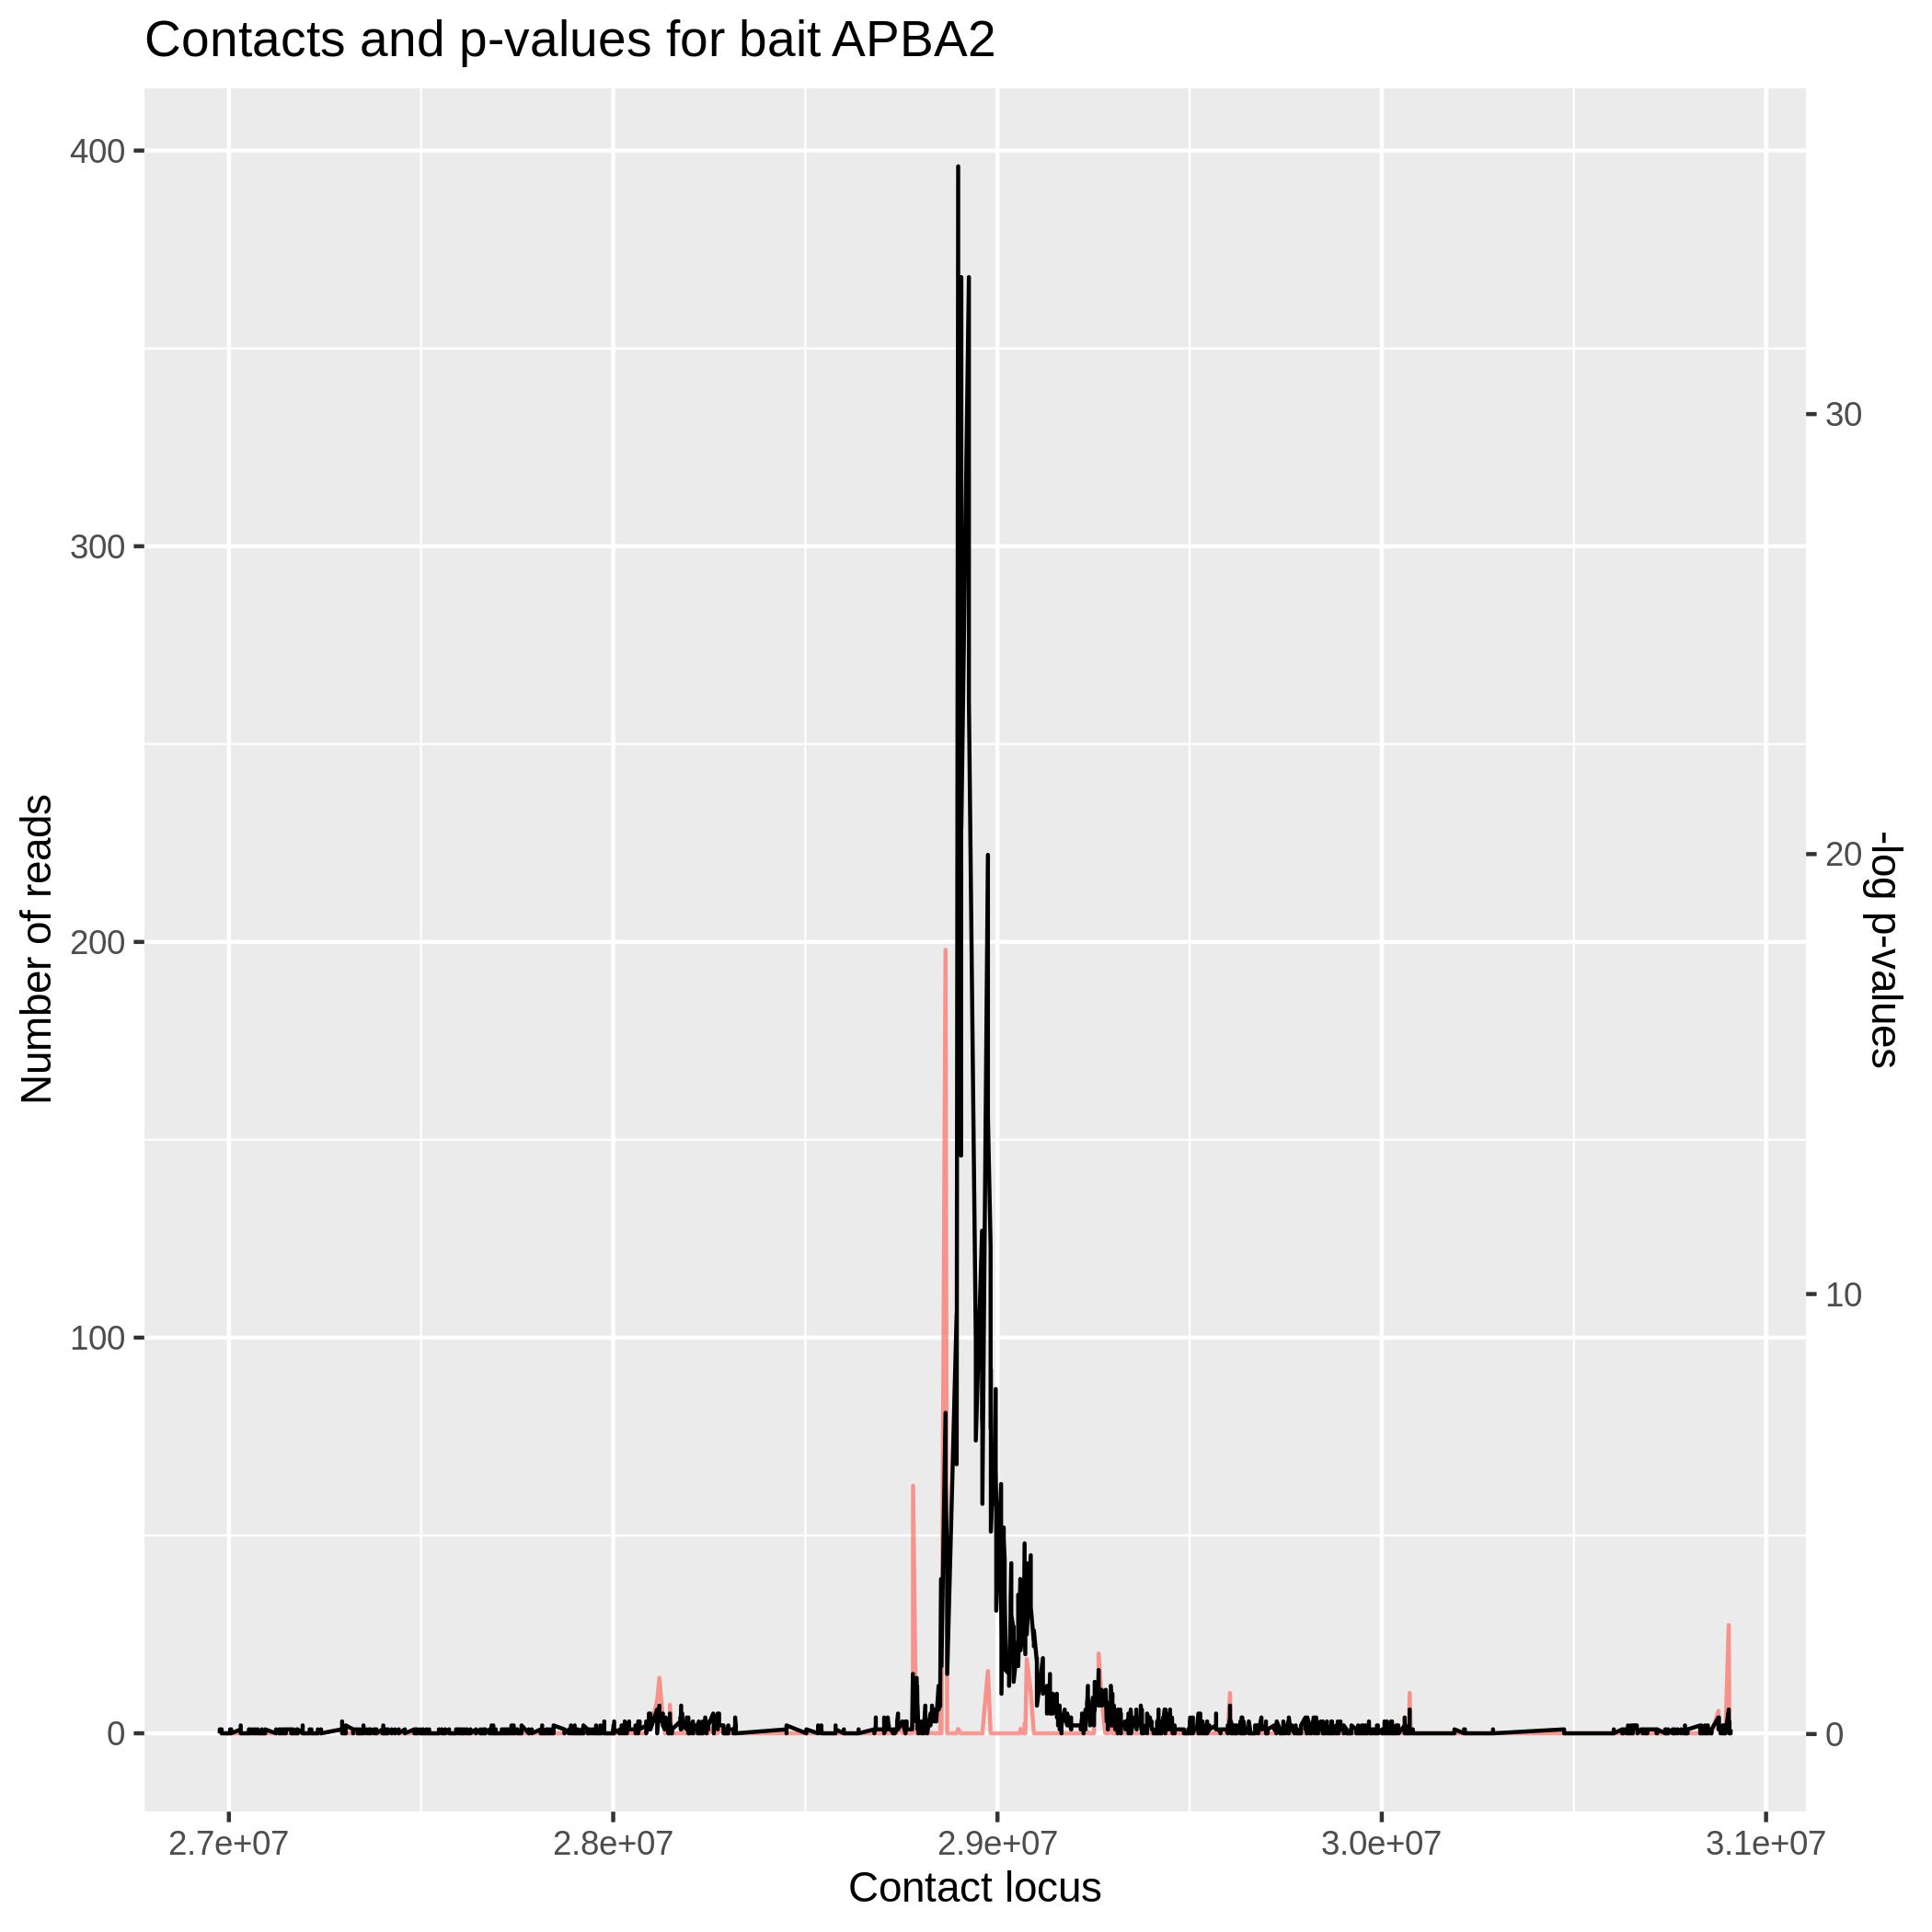 Contacts and p-values for bait APBA2
400
300
200
100
0
Number of reads
30
20
10
0
-log p-values
2.7e+07 2.8e+07 2.9e+07 3.0e+07 3.1e+07
Contact locus